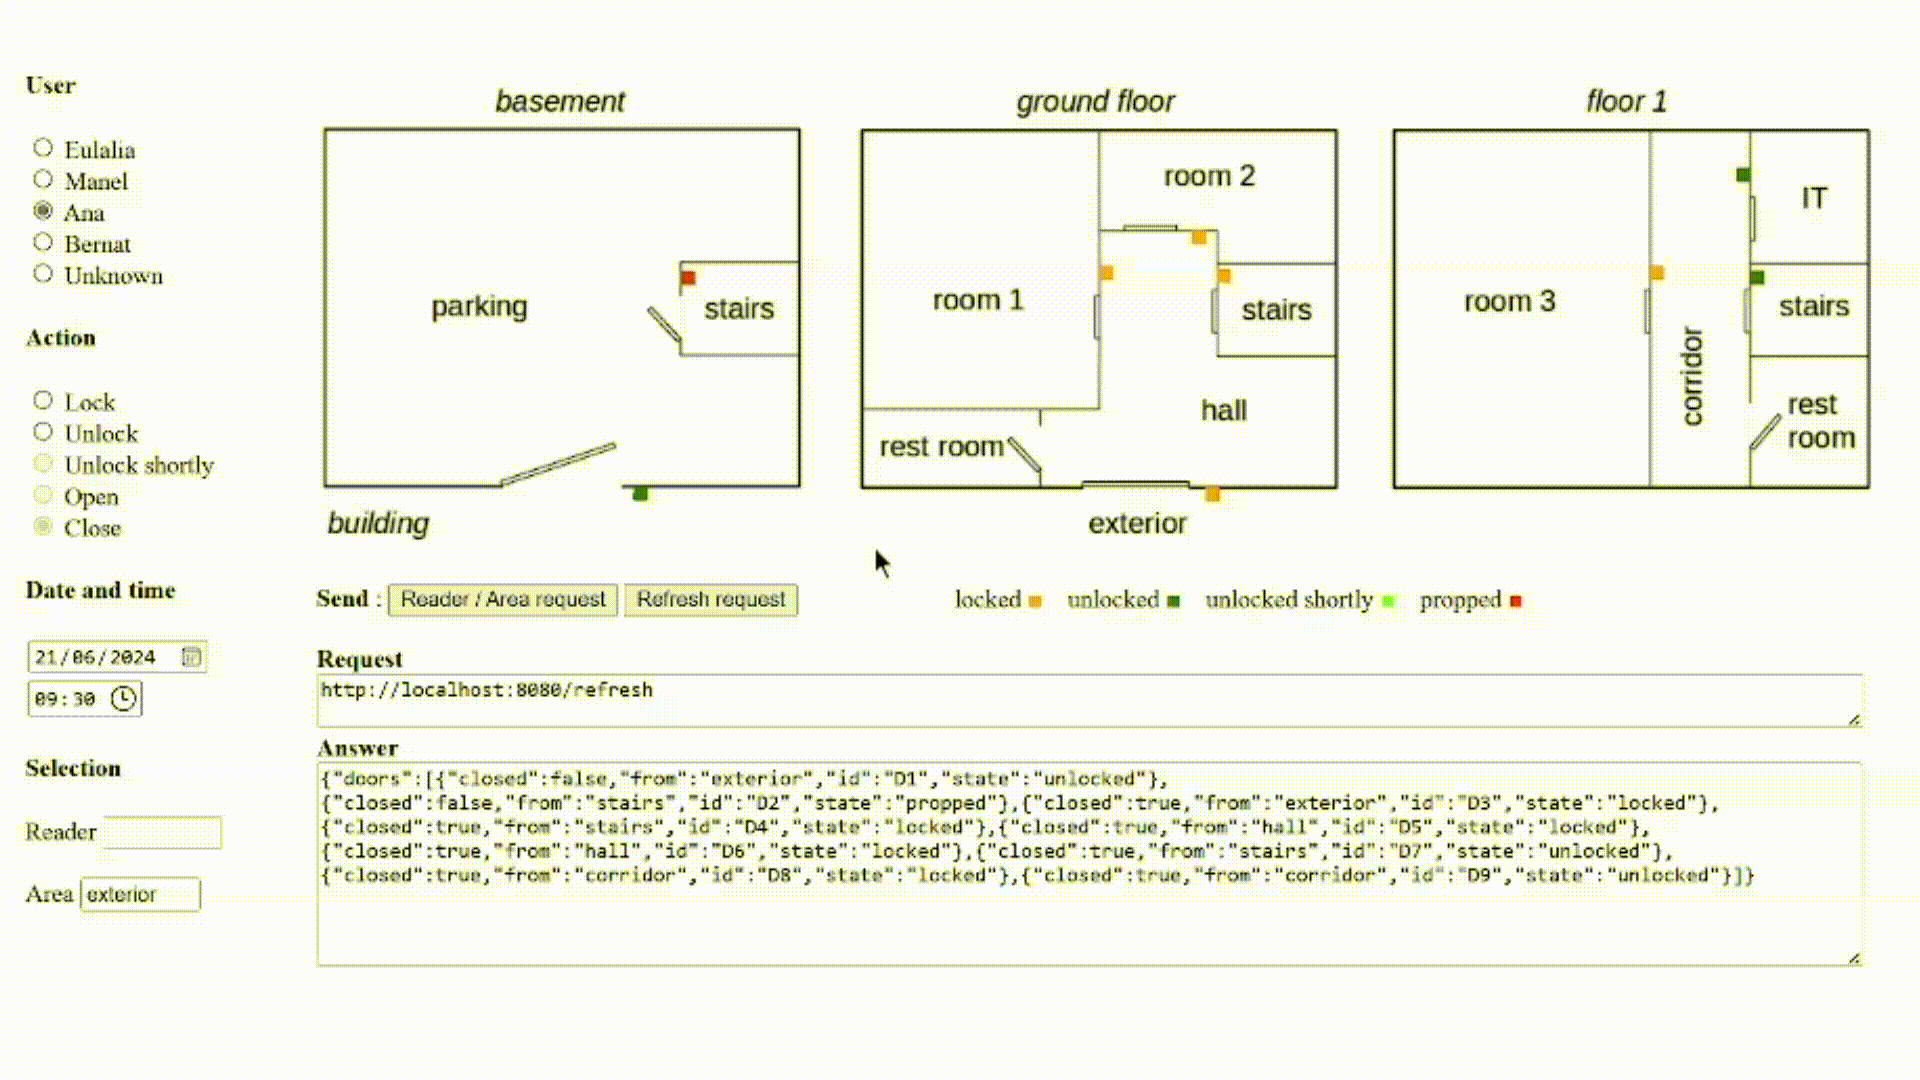 User
Eulalia
Manel
Ana
Bernat
Unknown
Action
Lock
Unlock
Unlock shortly
Open
Close
Date and time
21/06/2024
09:30
Selection
Reader
Area exterior
basement
parking
stairs
building
ground floor
room 2
room 1
stairs
hall
rest room
exterior
floor 1
IT
room 3
stairs
corridor
rest
room
Send : Reader / Area request Refresh request
locked unlocked unlocked shortly propped
Request
http://localhost:8080/refresh
Answer
{"doors":[{"closed":false,"from":"exterior","id":"D1","state":"unlocked"},
{"closed":false,"from":"stairs","id":"D2","state":"propped"},{"closed":true,"from":"exterior","id":"D3","state":"locked"},
{"closed":true,"from":"stairs","id":"D4","state":"locked"},{"closed":true,"from":"hall","id":"D5","state":"locked"},
{"closed":true,"from":"hall","id":"D6","state":"locked"},{"closed":true,"from":"stairs","id":"D7","state":"unlocked"},
{"closed":true,"from":"corridor","id":"D8","state":"locked"},{"closed":true,"from":"corridor","id":"D9","state":"unlocked"}]}